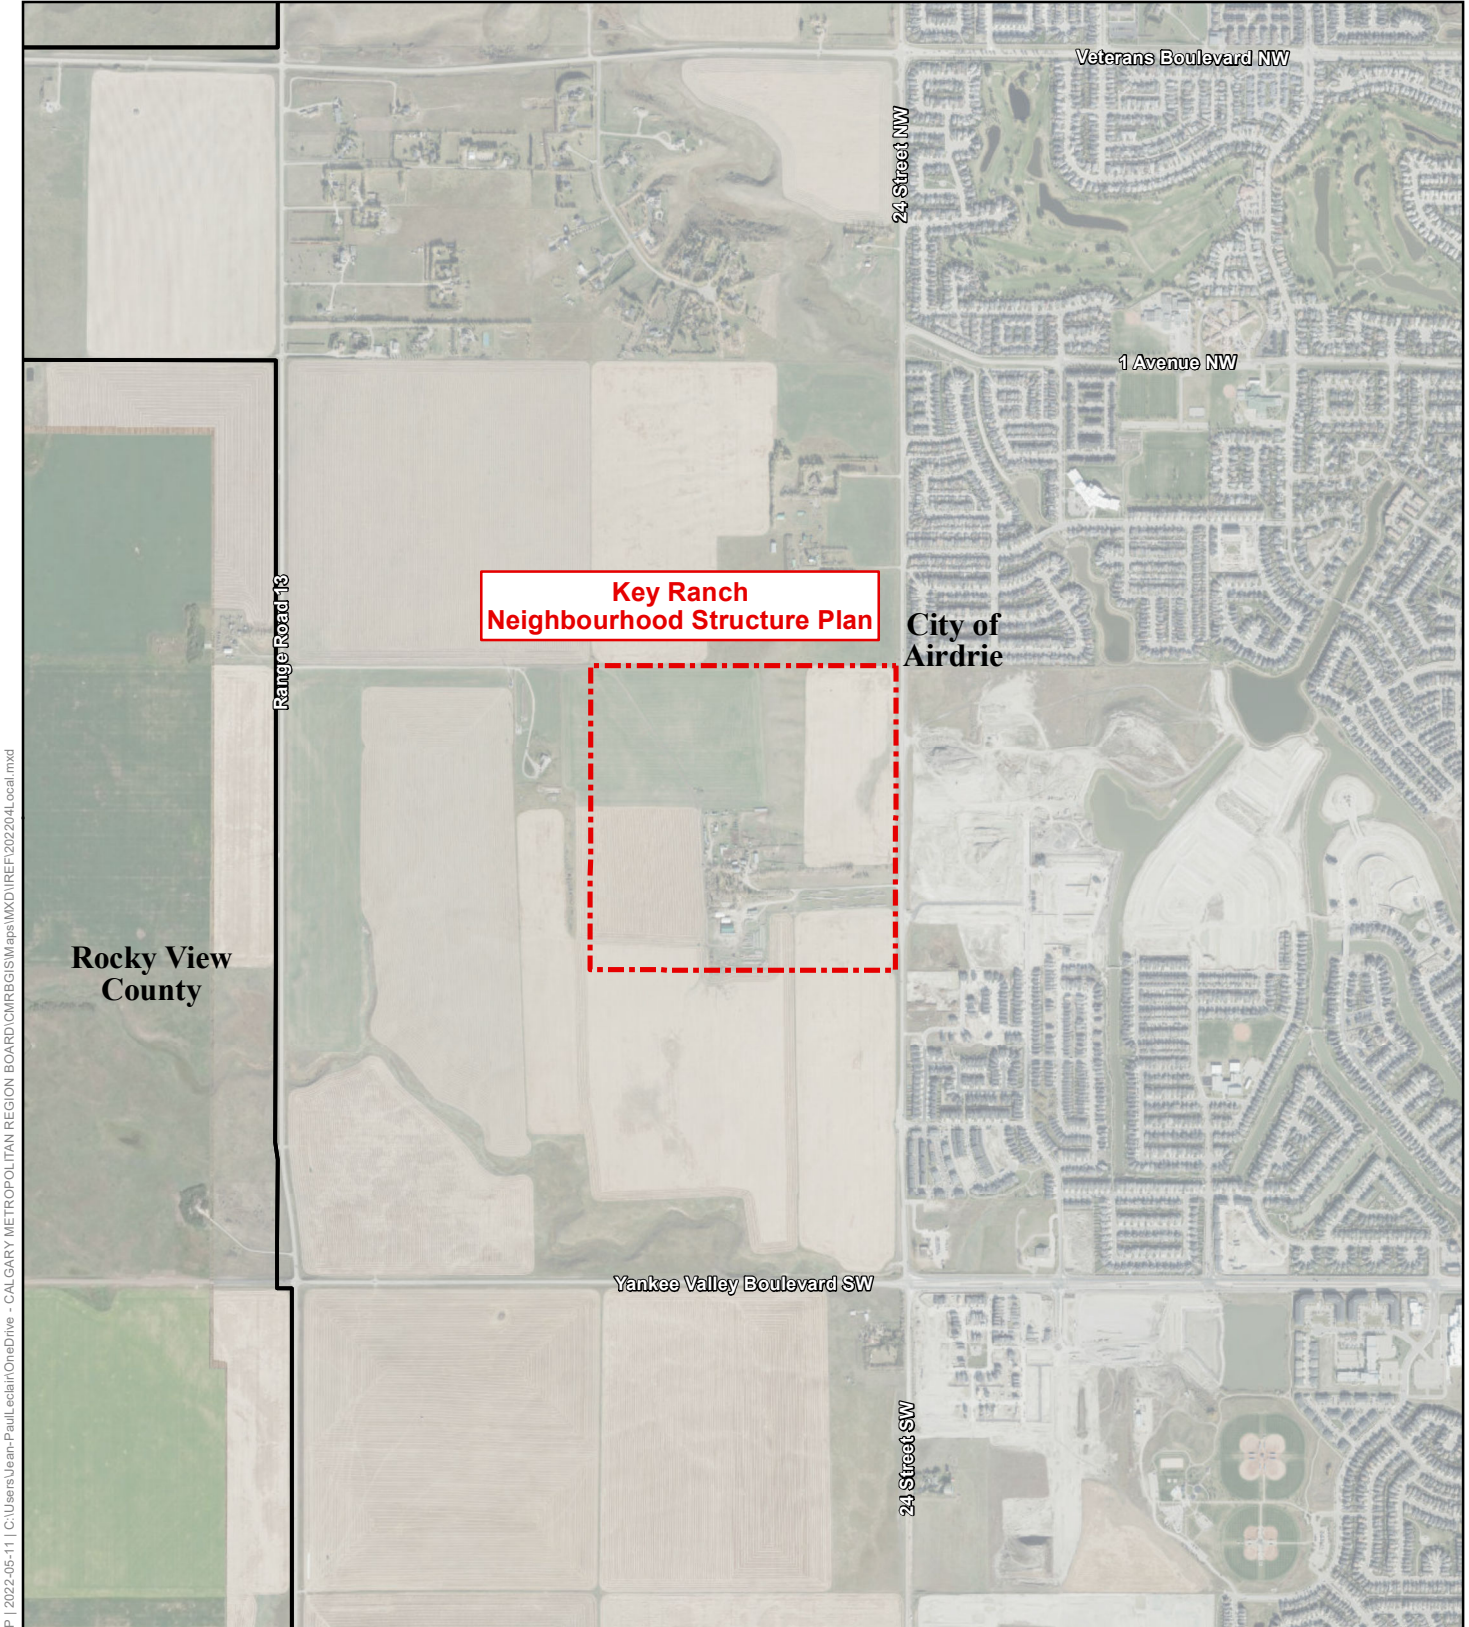 Veterans Boulevard NW
24 Street NW
1 Avenue NW
Range Road 13
Key Ranch
Neighbourhood Structure Plan
City of
Airdrie
Rocky View
County
Yankee Valley Boulevard SW
24 Street SW
P | 2022-05-11 | C:\Users\Jean-PaulLeclair\OneDrive - CALGARY METROPOLITAN REGION BOARD\CMRBGIS\Maps\MXD\IREF\202204Local.mxd